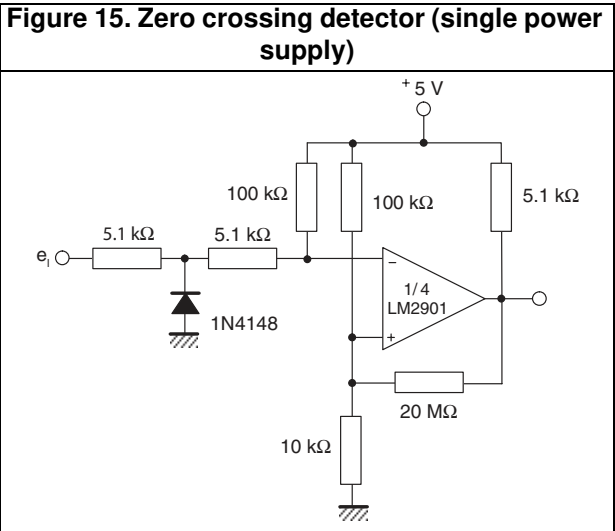 Figure 15. Zero crossing detector (single power
supply)
+ 5 V
100 kΩ
100 kΩ
5.1 kΩ
5.1 kΩ
5.1 kΩ
eI
−
1/4
LM2901
+
1N4148
20 MΩ
10 kΩ